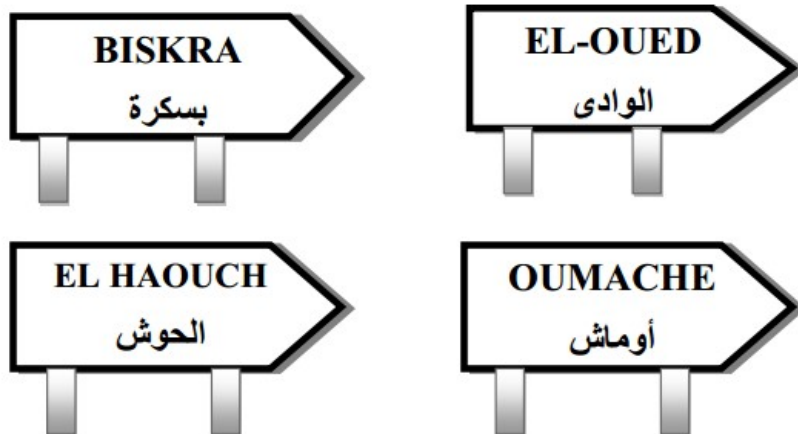 BISKRA
بسكرة
EL-OUED
الوادى
EL HAOUCH
الحوش
OUMACHE
أوماش